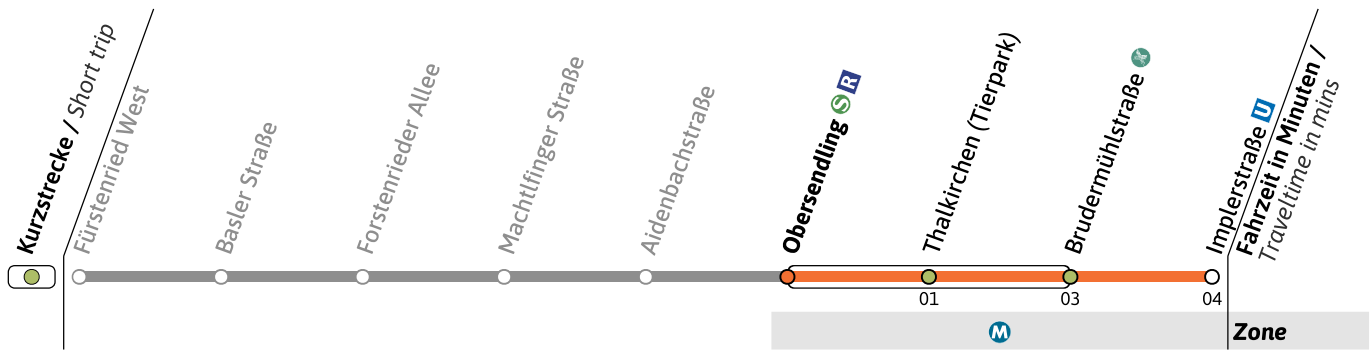 Kurzstrecke / Short trip
Fürstenried West
Basler Straße
Forstenrieder Allee
Machtlfinger Straße
Aidenbachstraße
Obersendling S R
Thalkirchen (Tierpark)
Brudermühlstraße
Implerstraße U
Fahrzeit in Minuten /
Traveltime in mins
01
03
04
M
Zone